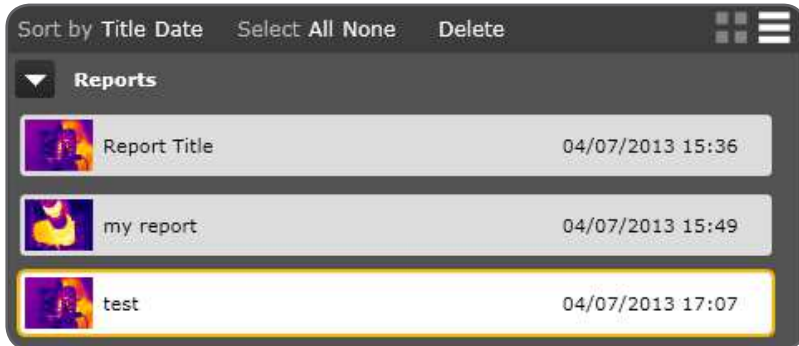 Sort by Title Date Select All None Delete
Reports
Report Title 04/07/2013 15:36
my report 04/07/2013 15:49
test 04/07/2013 17:07